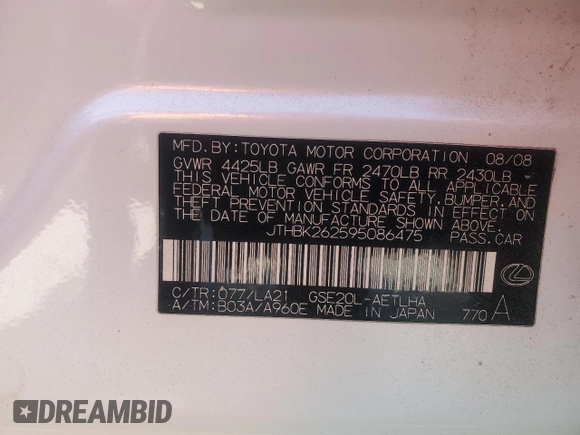 MFD.BY:TOYOTA MOTOR CORPORATION 08/08
GVWR 4425LB GAWR FR 2470LB RR 2430LB
THIS VEHICLE CONFORMS TO ALL APPLICABLE
FEDERAL MOTOR VEHICLE SAFETY,BUMPER,AND
THEFT PREVENTION STANDARDS IN EFFECT ON
THE DATE OF MANUFACTURE SHOWN ABOVE.
JTHBK262595086475 PASS.CAR
C/TR:077/LA21 GSE20L-AETLHA
A/TM:B03A/A960E MADE IN JAPAN 770 A
DREAMBID